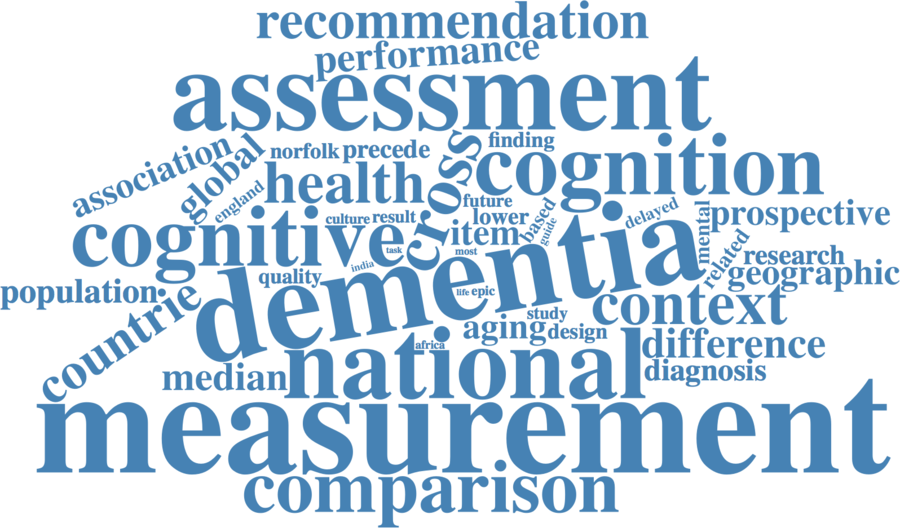 recommendation
performance
assessment
association
global
norfolk
precede
cross
finding
cognition
health
england
future
culture
result
lower
item
based
guide
delayed
mental
prospective
cognitive
task
most
india
dementia
related
research
geographic
quality
population
countrie
life
epic
context
study
aging
design
africa
national
difference
median
diagnosis
measurement
comparison